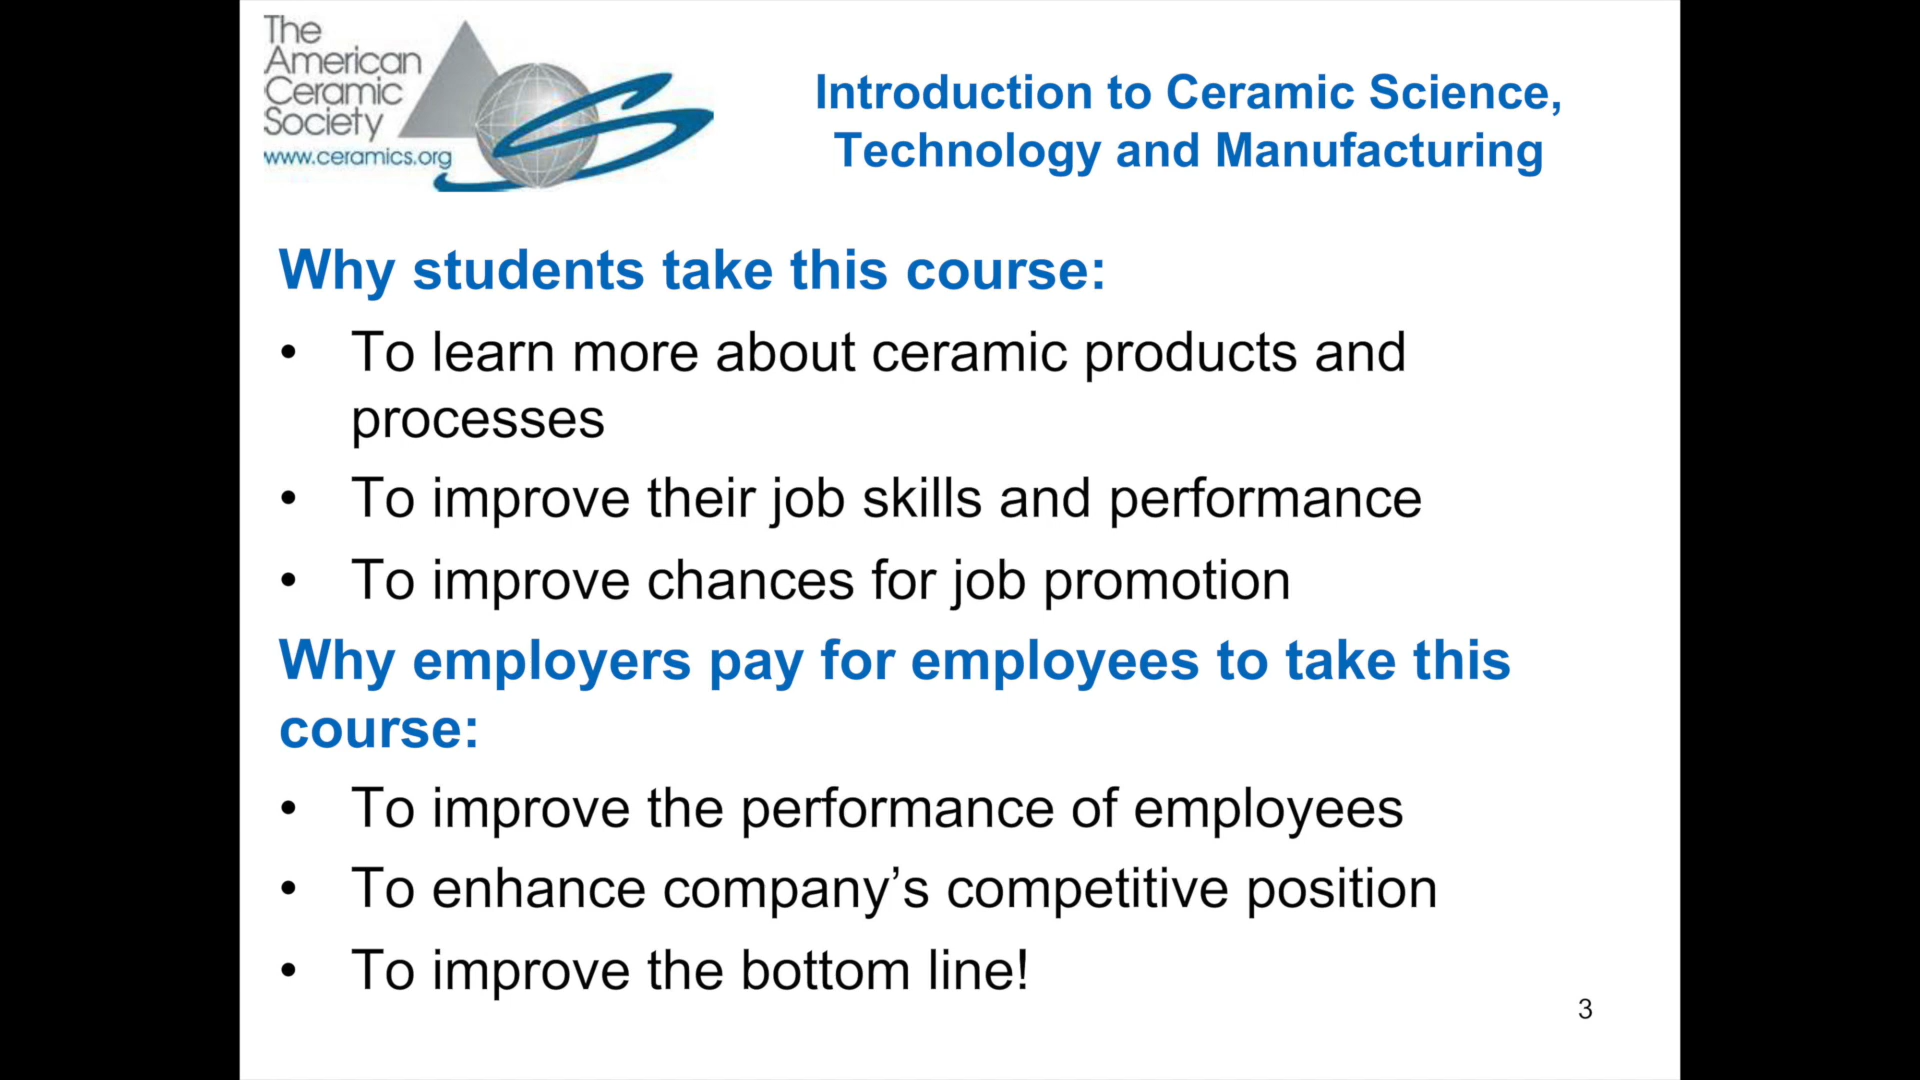 The
American
Ceramic
Society
www.ceramics.org
Introduction to Ceramic Science,
Technology and Manufacturing
Why students take this course:
• To learn more about ceramic products and
processes
• To improve their job skills and performance
• To improve chances for job promotion
Why employers pay for employees to take this
course:
• To improve the performance of employees
• To enhance company’s competitive position
• To improve the bottom line!
3